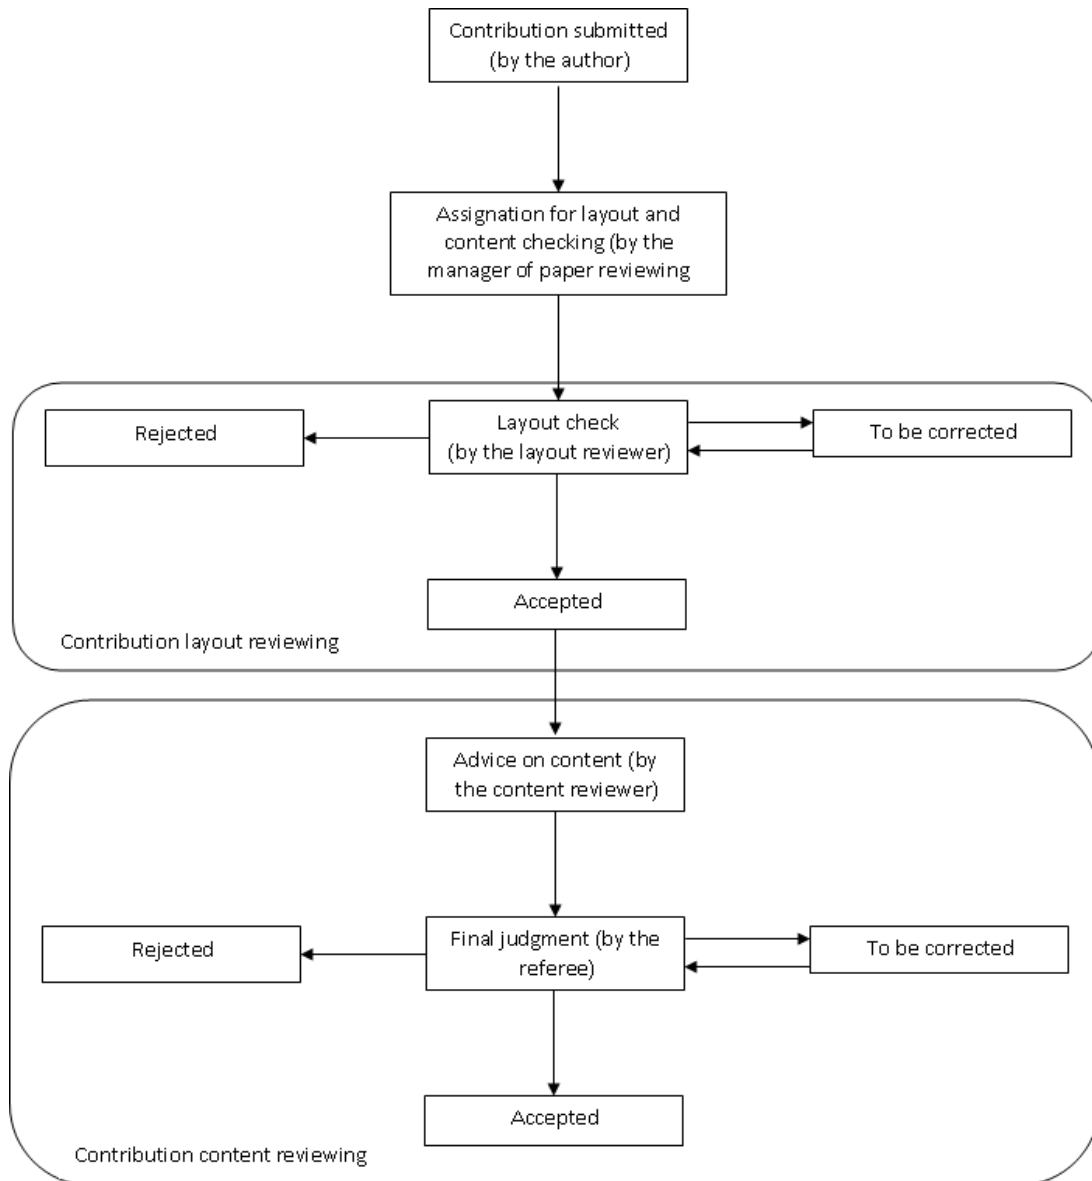 Contribution submitted
(by the author)
Assignation for layout and
content checking (by the
manager of paper reviewing
Rejected
Layout check
(by the layout reviewer)
To be corrected
Accepted
Contribution layout reviewing
Advice on content (by
the content reviewer)
Rejected
Final judgment (by the
referee)
To be corrected
Accepted
Contribution content reviewing